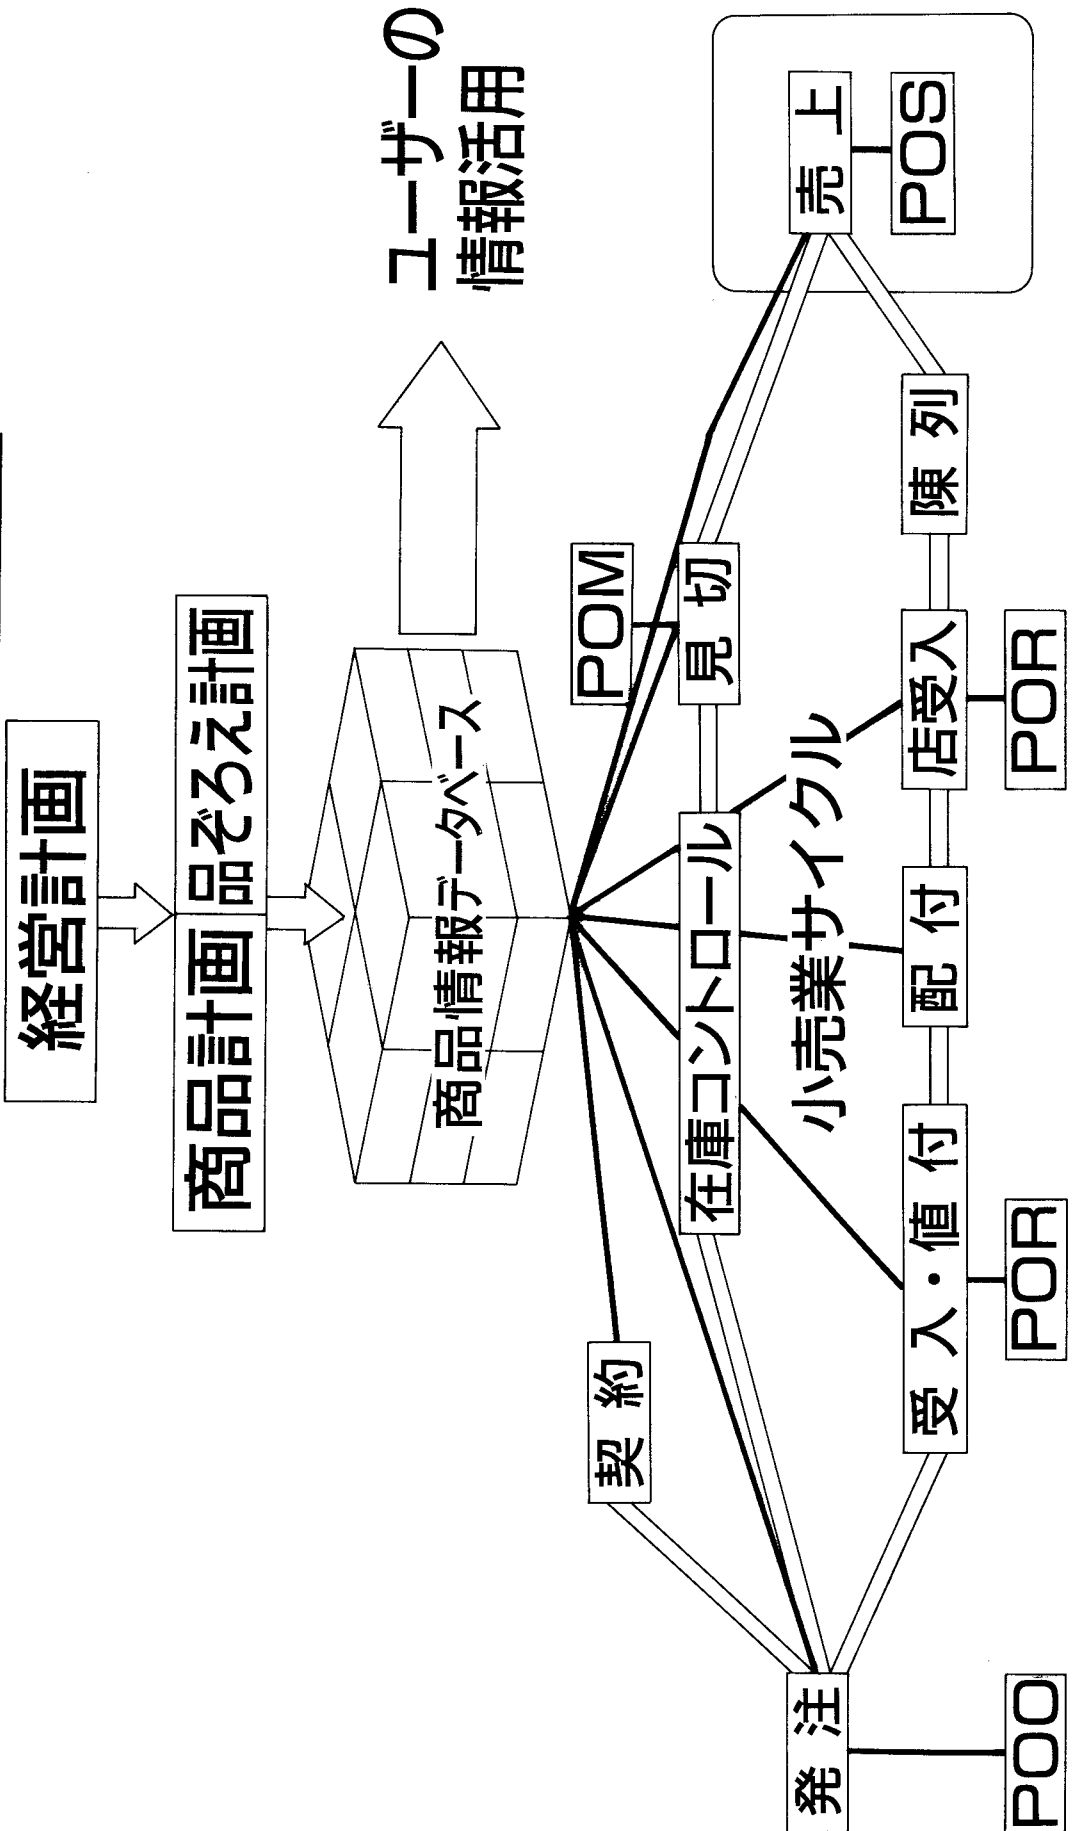 経営計画
商品計画
品ぞろえ計画
商品情報データベース
ユーザーの
情報活用
POM
契約
在庫コントロール
見切
小売業サイクル
発注
売上
POS
受入・値付
配付
店受入
陳列
POO
POR
POR